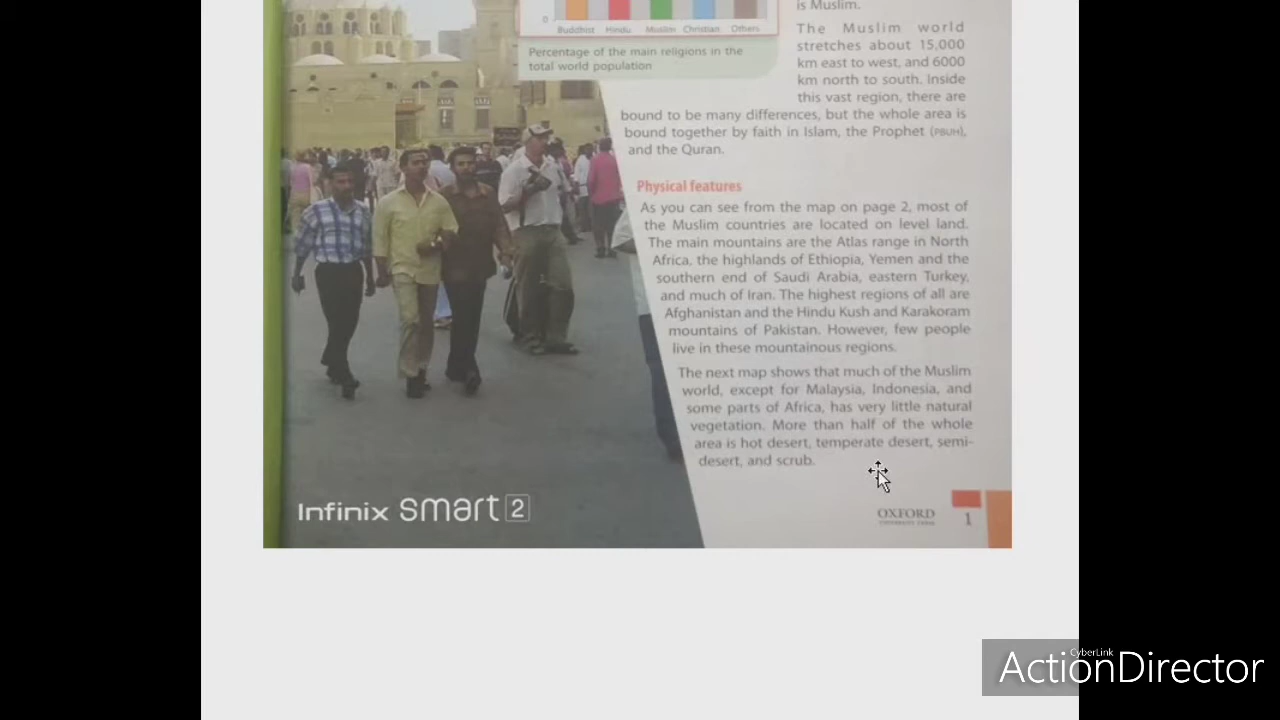 is Muslim.
0
Buddhist Hindu Muslim Christian Others
Percentage of the main religions in the
total world population
The Muslim world
stretches about 15,000
km east to west, and 6000
km north to south. Inside
this vast region, there are
bound to be many differences, but the whole area is
bound together by faith in Islam, the Prophet (PBUH),
and the Quran.
Physical features
As you can see from the map on page 2, most of
the Muslim countries are located on level land.
The main mountains are the Atlas range in North
Africa, the highlands of Ethiopia, Yemen and the
southern end of Saudi Arabia, eastern Turkey,
and much of Iran. The highest regions of all are
Afghanistan and the Hindu Kush and Karakoram
mountains of Pakistan. However, few people
live in these mountainous regions.
The next map shows that much of the Muslim
world, except for Malaysia, Indonesia, and
some parts of Africa, has very little natural
vegetation. More than half of the whole
area is hot desert, temperate desert, semi-
desert, and scrub.
Infinix smart 2
OXFORD
UNIVERSITY PRESS
1
CyberLink
ActionDirector